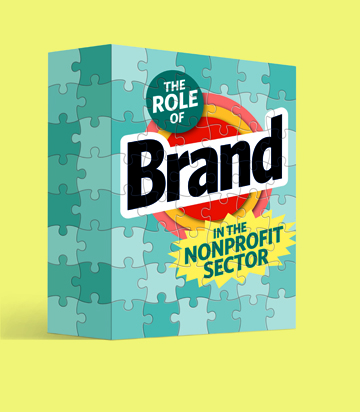 THE
ROLE
OF
Brand
IN THE
NONPROFIT
SECTOR